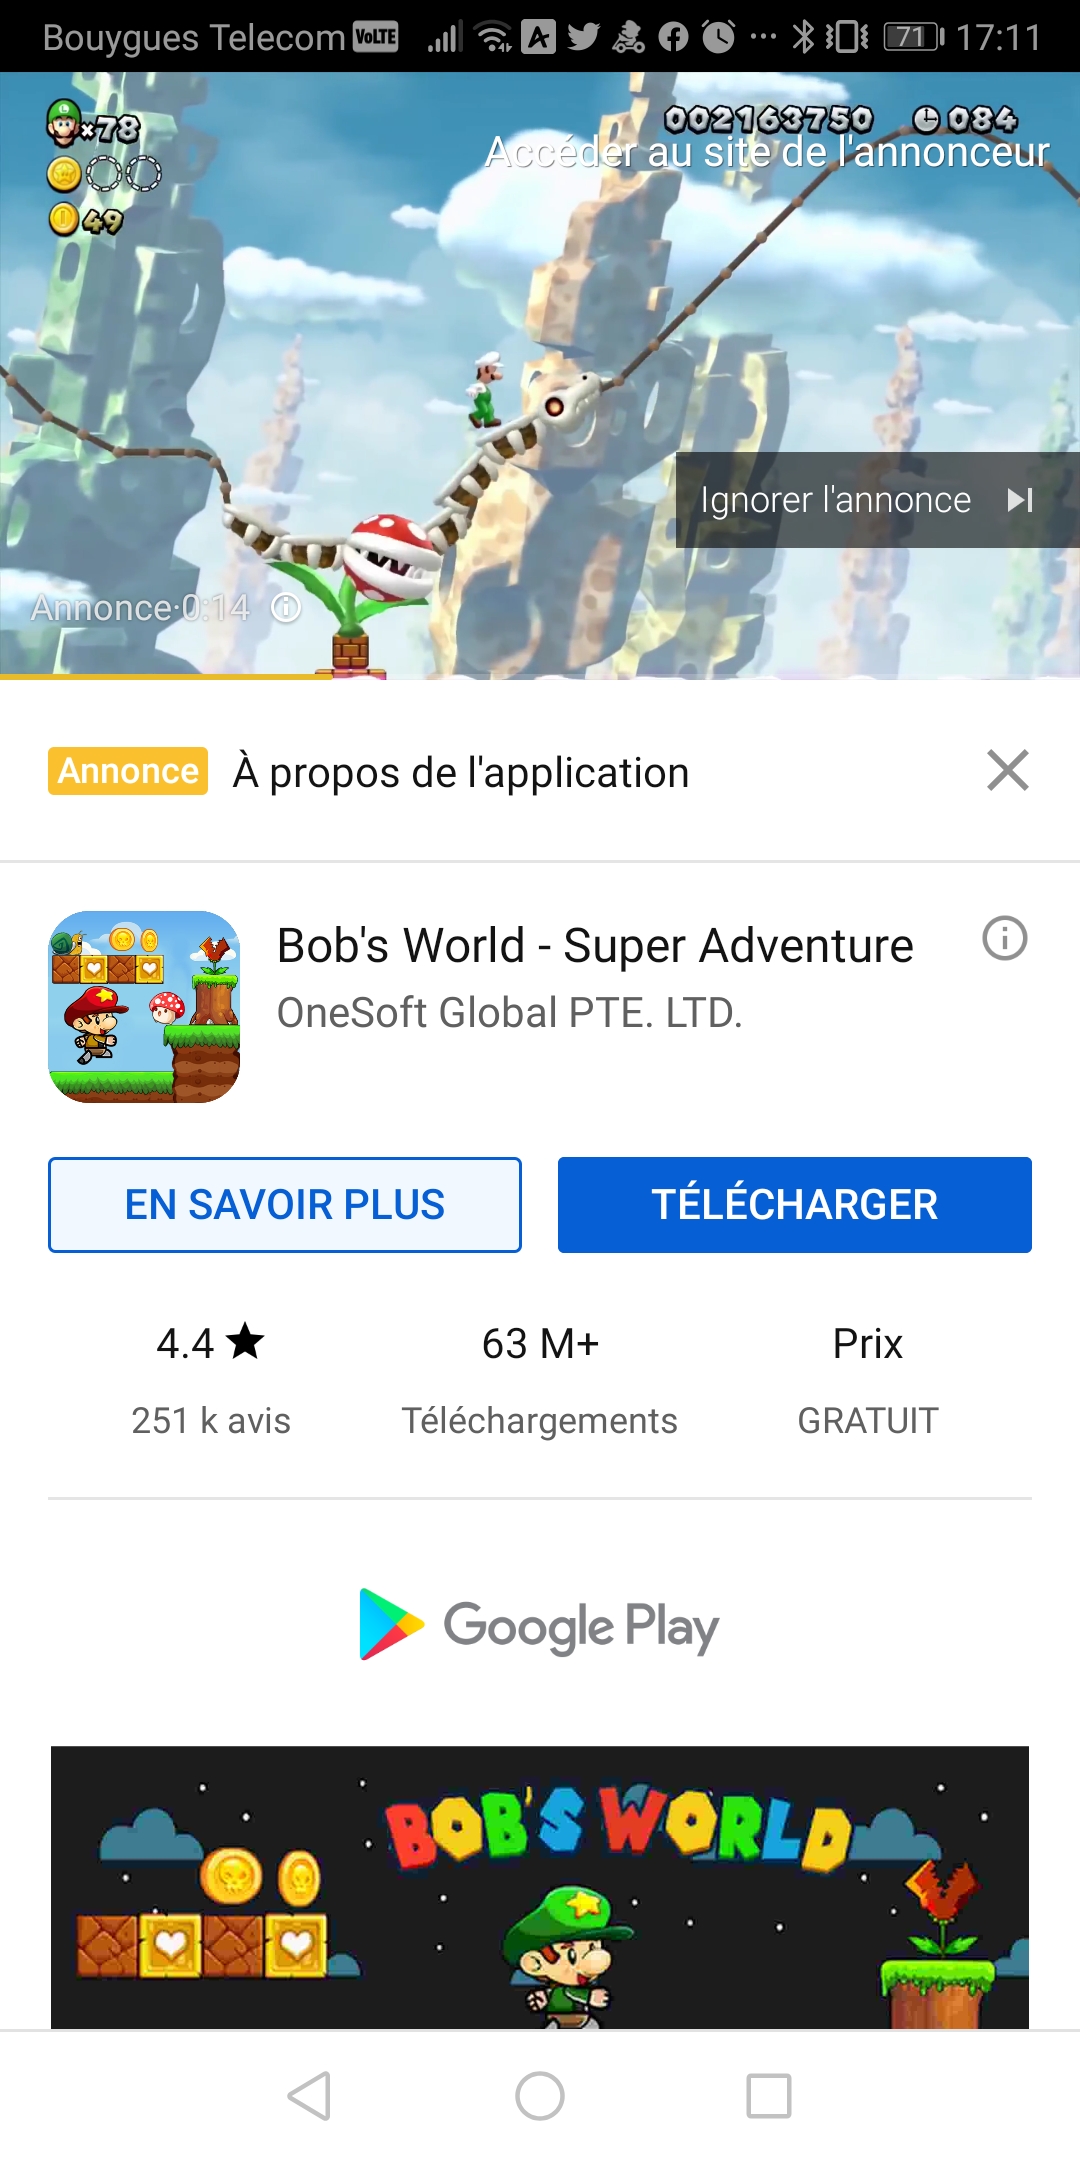 Bouygues Telecom VoLTE 71 17:11
×78 002163750 084
Accéder au site de l'annonceur
49
Ignorer l'annonce
Annonce·0:14
Annonce À propos de l'application
Bob's World - Super Adventure
OneSoft Global PTE. LTD.
EN SAVOIR PLUS TÉLÉCHARGER
4.4 ★ 63 M+ Prix
251 k avis Téléchargements GRATUIT
Google Play
BOB'S WORLD